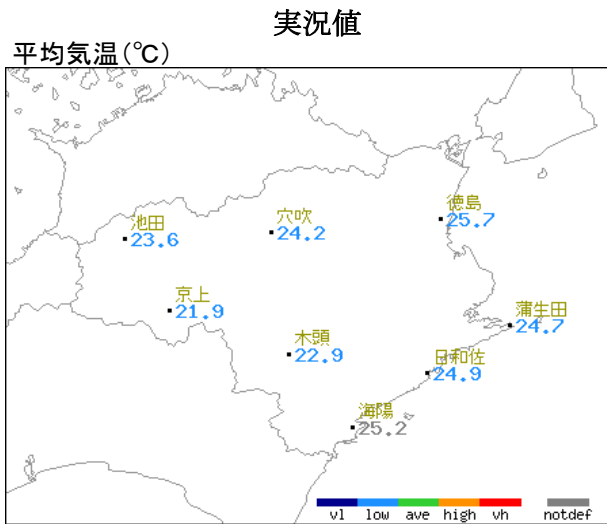 実況値
平均気温(℃)
徳島
25.7
池田
23.6
穴吹
24.2
京上
21.9
蒲生田
24.7
木頭
22.9
日和佐
24.9
海陽
25.2
vl low ave high vh notdef